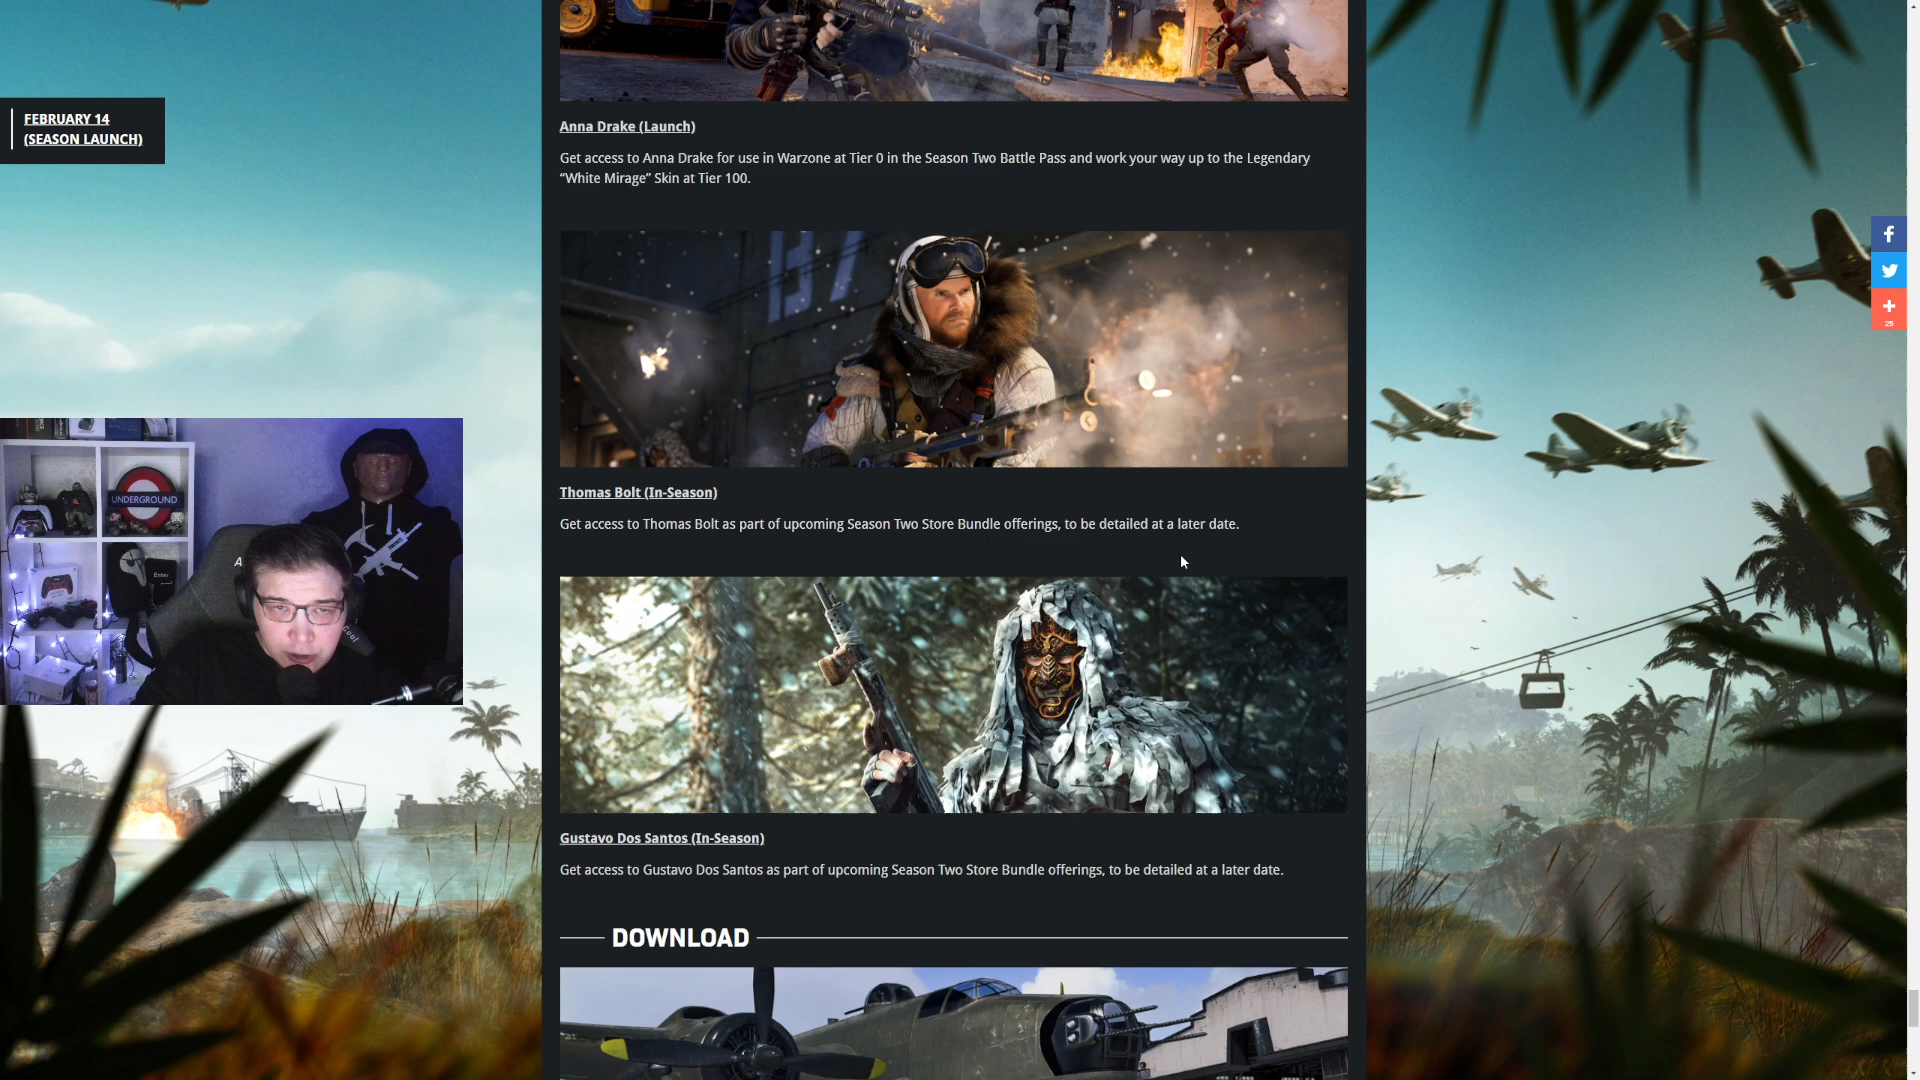 FEBRUARY 14
(SEASON LAUNCH)
Anna Drake (Launch)
Get access to Anna Drake for use in Warzone at Tier 0 in the Season Two Battle Pass and work your way up to the Legendary
“White Mirage” Skin at Tier 100.
25
Thomas Bolt (In-Season)
Get access to Thomas Bolt as part of upcoming Season Two Store Bundle offerings, to be detailed at a later date.
UNDERGROUND
A
Enter
Cool
Gustavo Dos Santos (In-Season)
Get access to Gustavo Dos Santos as part of upcoming Season Two Store Bundle offerings, to be detailed at a later date.
DOWNLOAD